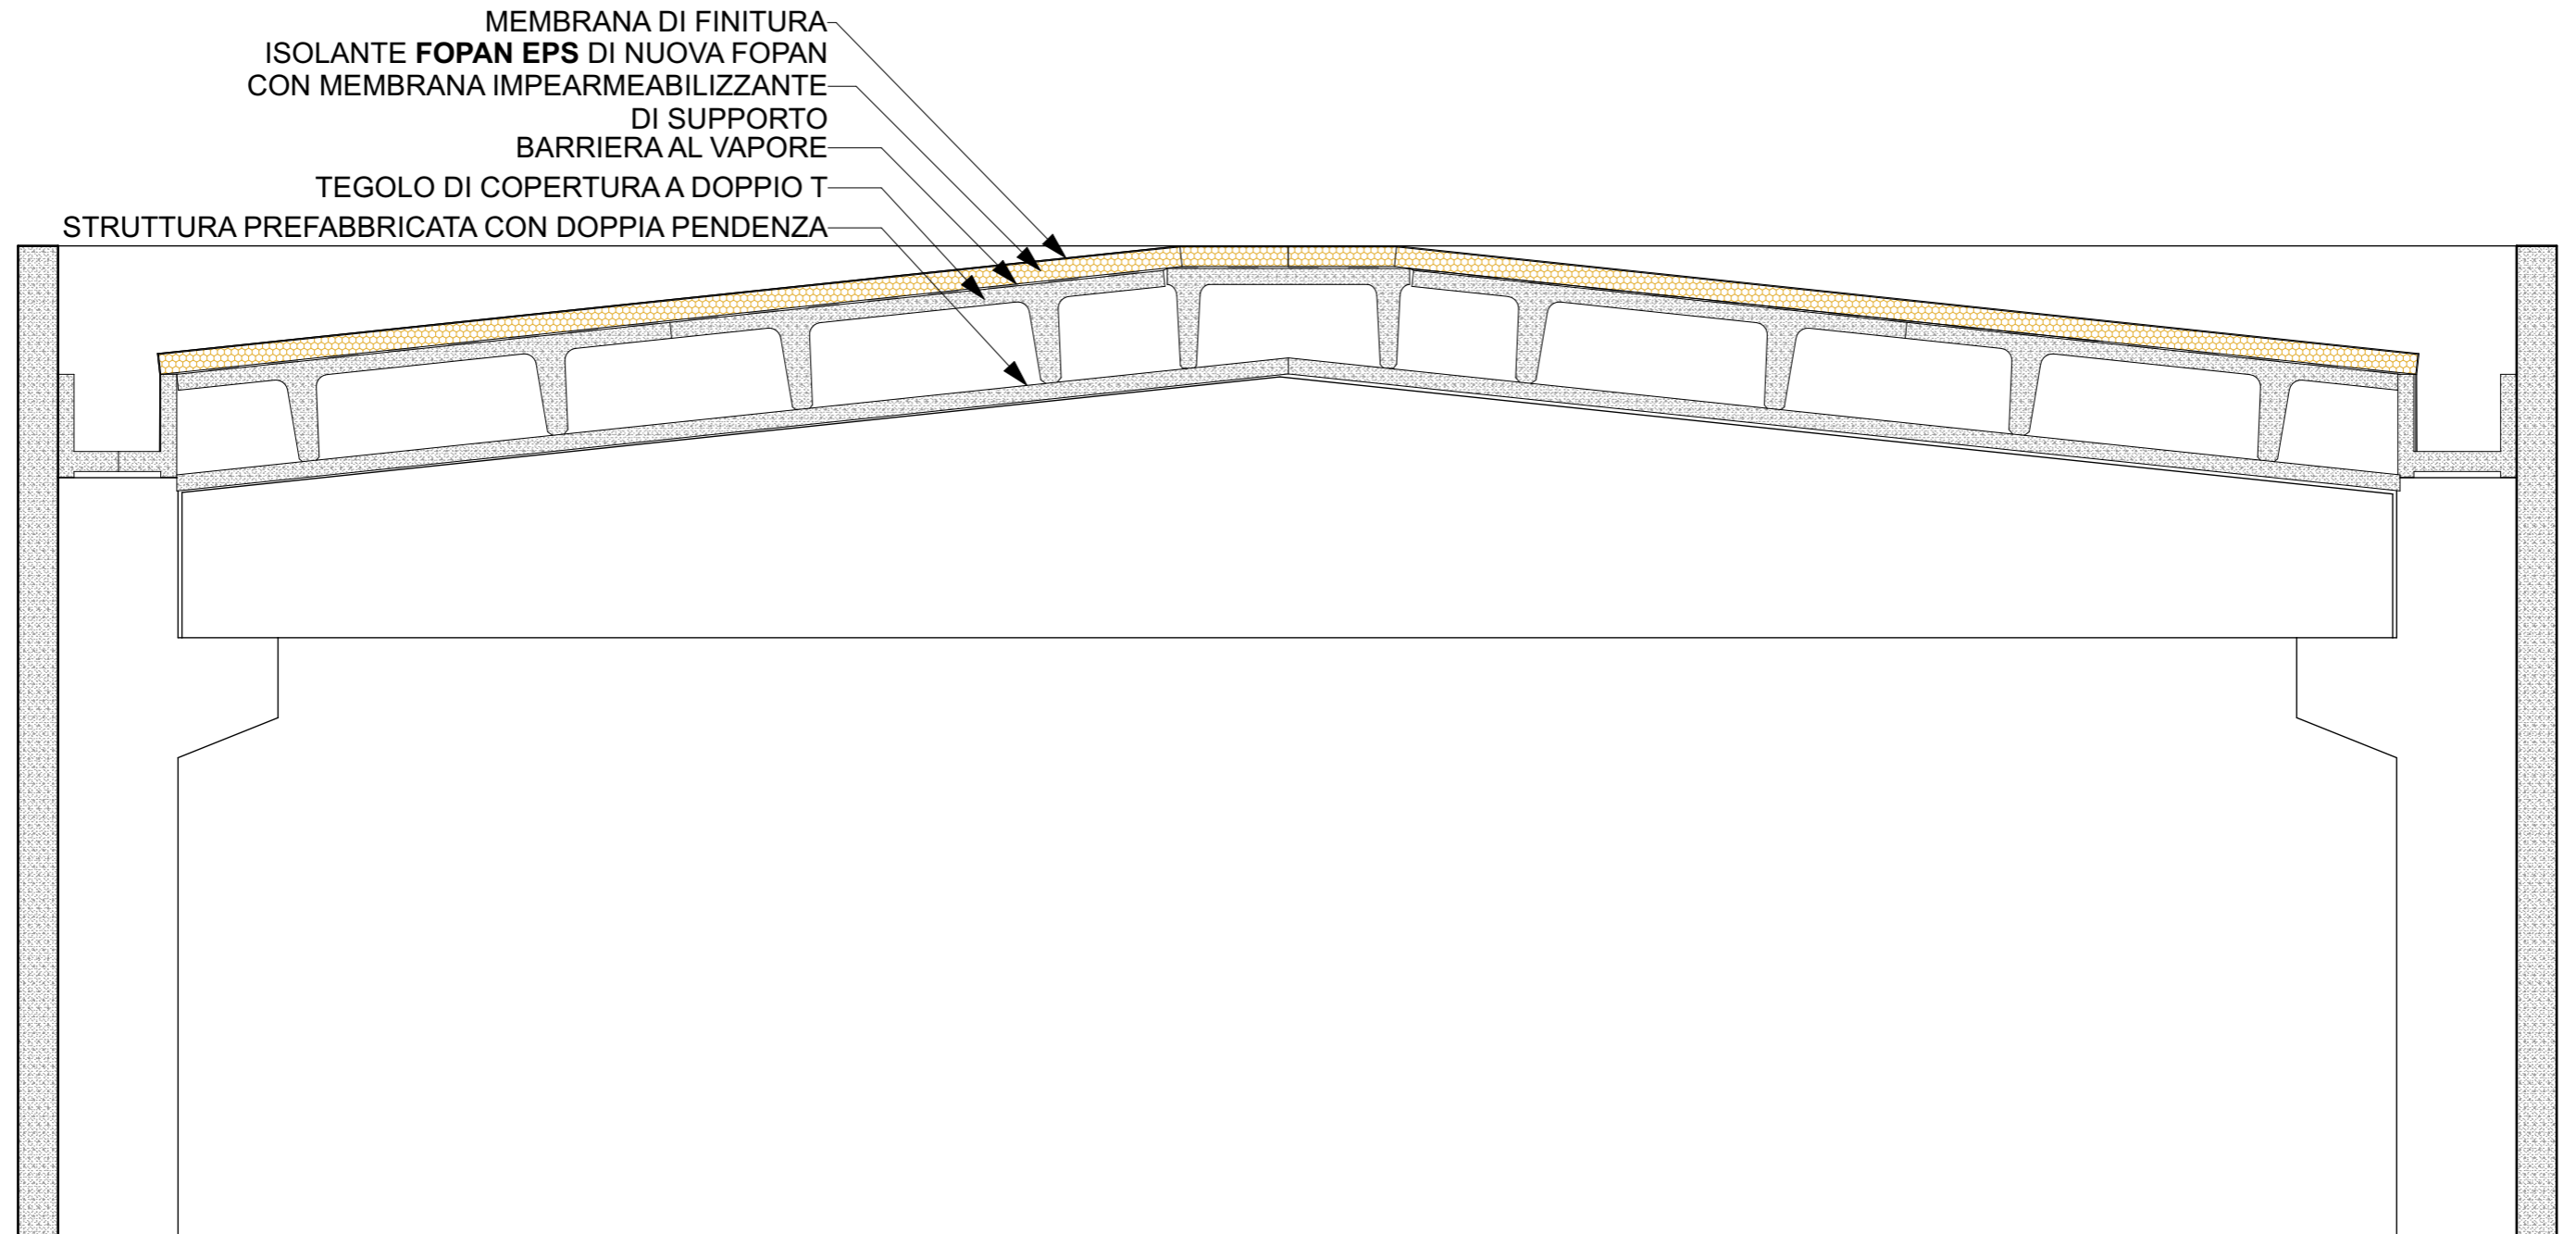 MEMBRANA DI FINITURA
ISOLANTE FOPAN EPS DI NUOVA FOPAN
CON MEMBRANA IMPEARMEABILIZZANTE
DI SUPPORTO
BARRIERA AL VAPORE
TEGOLO DI COPERTURA A DOPPIO T
STRUTTURA PREFABBRICATA CON DOPPIA PENDENZA